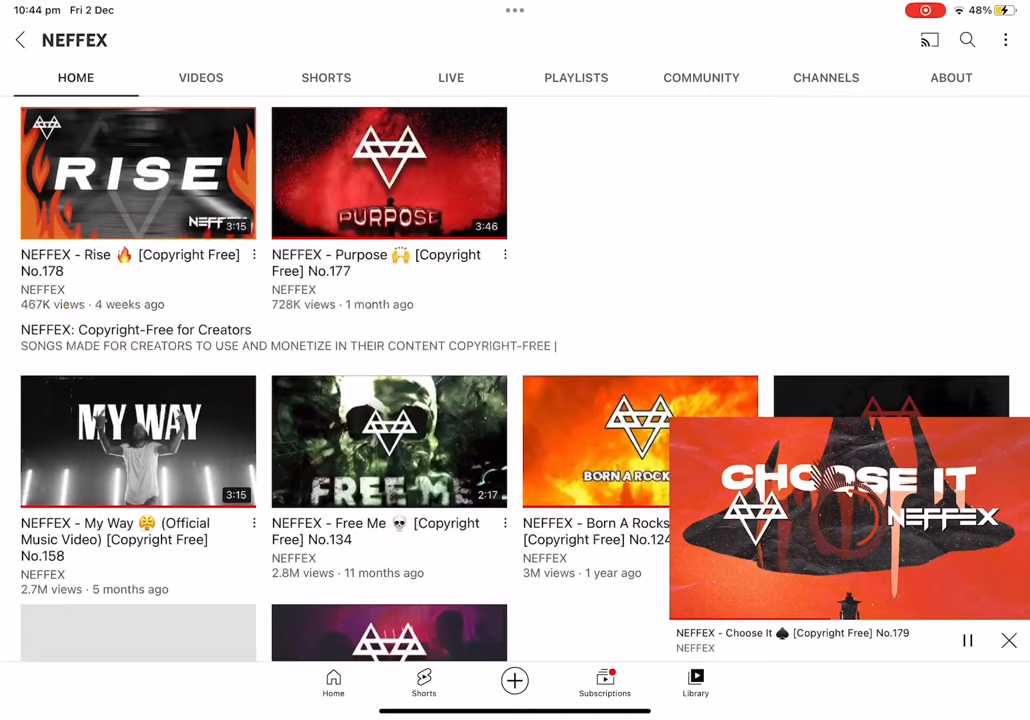 10:44 pm Fri 2 Dec
48%
NEFFEX
HOME VIDEOS SHORTS LIVE PLAYLISTS COMMUNITY CHANNELS ABOUT
RISE
NEFF
3:15
PURPOSE
3:46
NEFFEX - Rise 🔥 [Copyright Free] No.178
NEFFEX
467K views · 4 weeks ago
NEFFEX - Purpose 🙌 [Copyright Free] No.177
NEFFEX
728K views · 1 month ago
NEFFEX: Copyright-Free for Creators
SONGS MADE FOR CREATORS TO USE AND MONETIZE IN THEIR CONTENT COPYRIGHT-FREE |
MY WAY
3:15
FREE ME
2:17
BORN A ROCK
NEFFEX - My Way 😤 (Official
Music Video) [Copyright Free]
No.158
NEFFEX
2.7M views · 5 months ago
NEFFEX - Free Me 💀 [Copyright
Free] No.134
NEFFEX
2.8M views · 11 months ago
NEFFEX - Born A Rocks
[Copyright Free] No.124
NEFFEX
3M views · 1 year ago
CHOOSE IT
NEFFEX
NEFFEX - Choose It ♠️ [Copyright Free] No.179
NEFFEX
Home Shorts Subscriptions Library